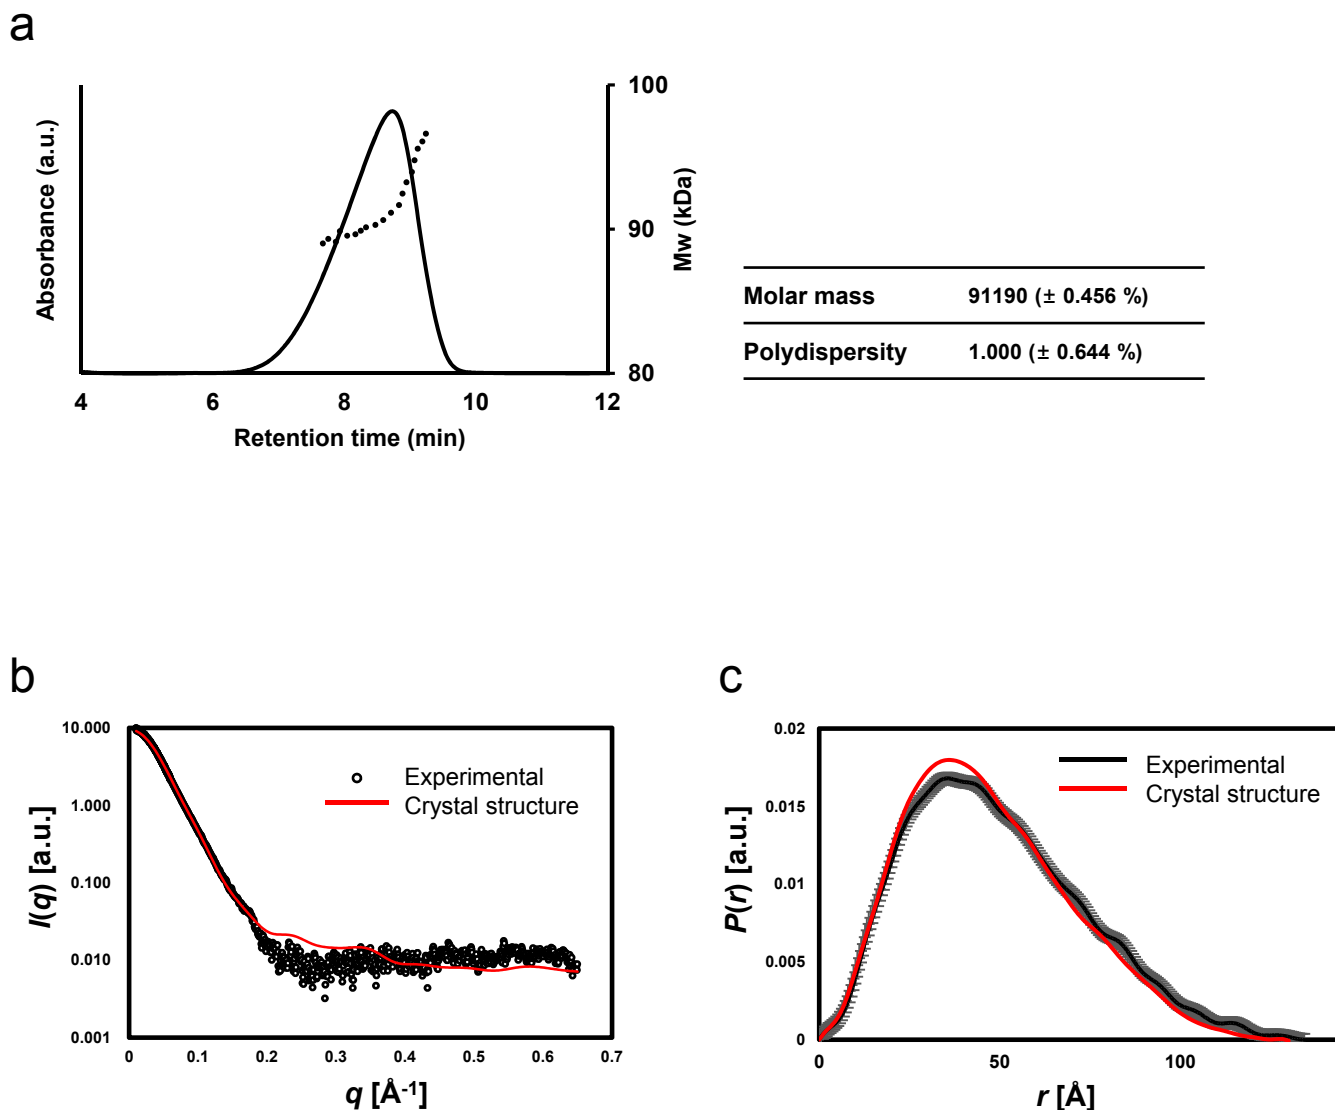 a
100
90
80
Absorbance (a.u.)
Mw (kDa)
4 6 8 10 12
Retention time (min)
Molar mass 91190 (± 0.456 %)
Polydispersity 1.000 (± 0.644 %)
b
10.000
1.000
0.100
0.010
0.001
I(q) [a.u.]
Experimental
Crystal structure
0 0.1 0.2 0.3 0.4 0.5 0.6 0.7
q [Å-1]
c
0.02
0.015
0.01
0.005
0
P(r) [a.u.]
Experimental
Crystal structure
0 50 100
r [Å]